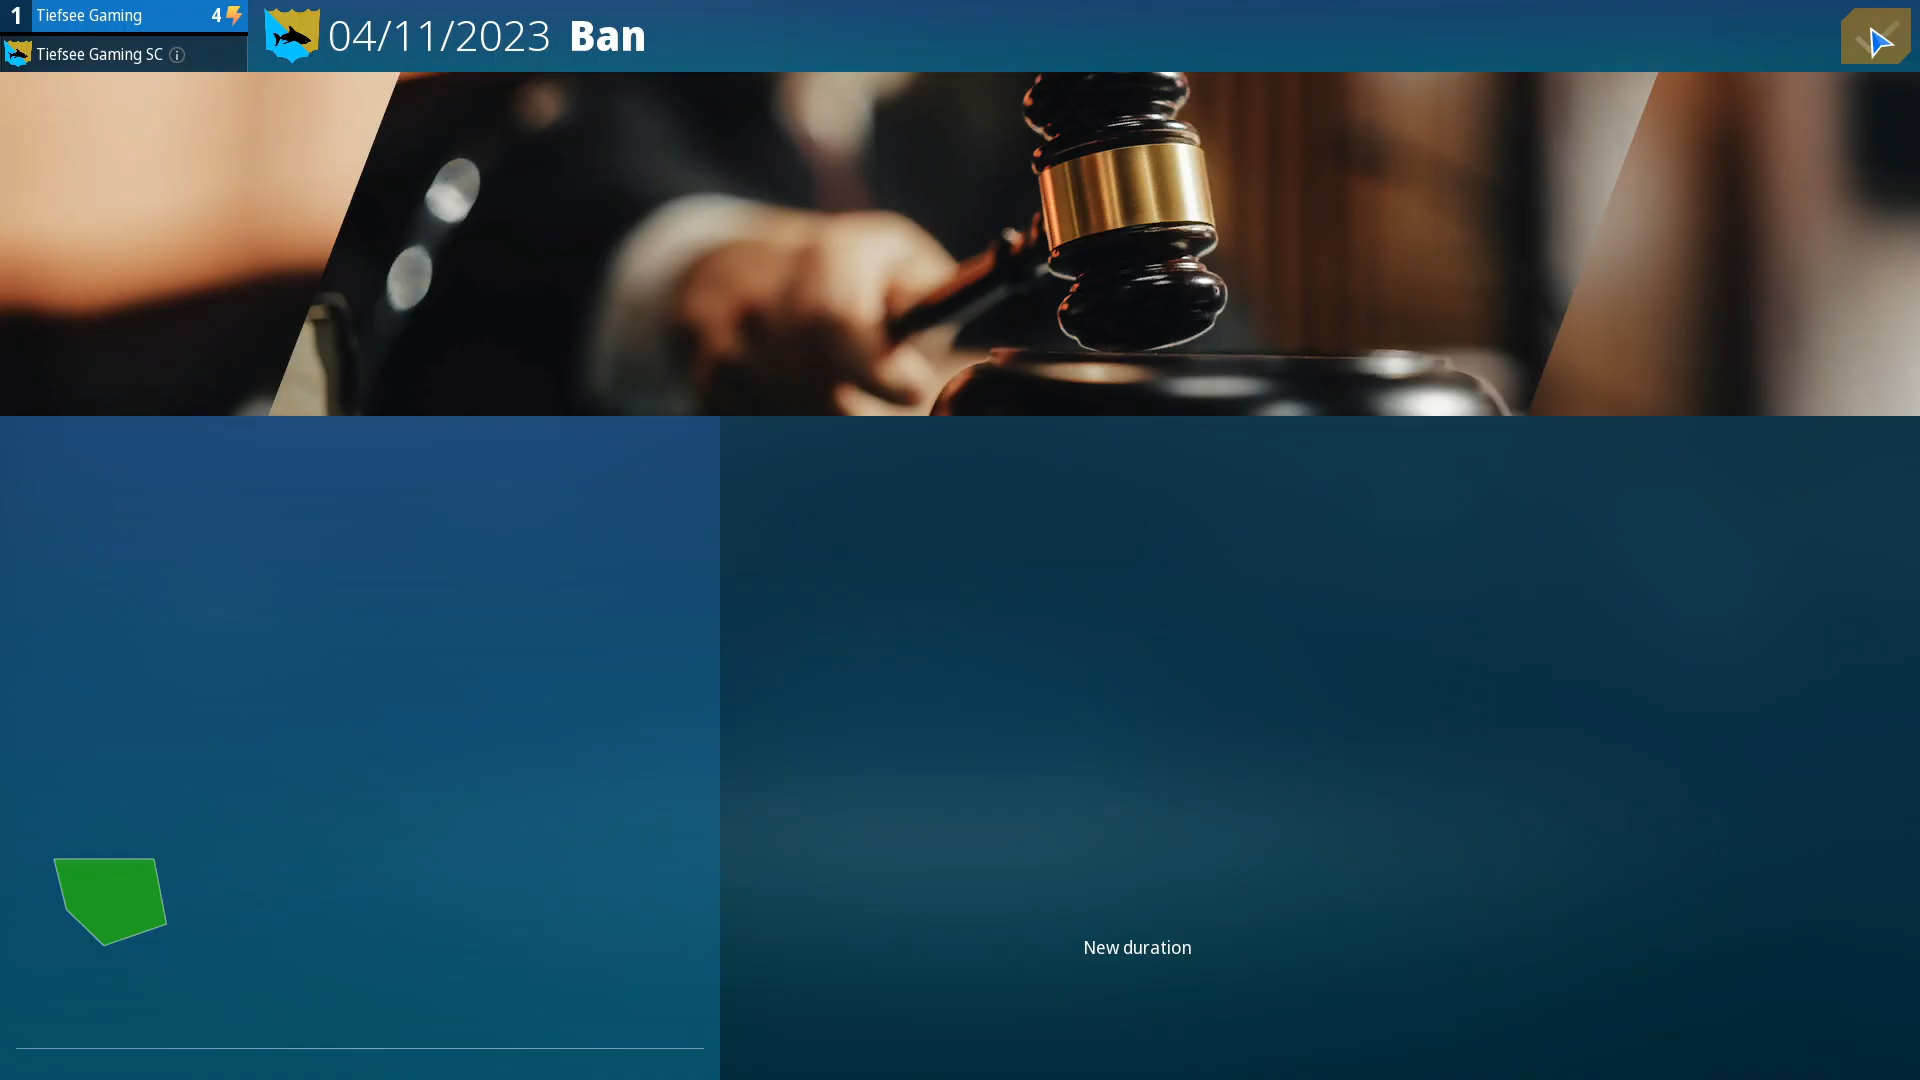 1 Tiefsee Gaming 4
Tiefsee Gaming SC
04/11/2023 Ban
New duration